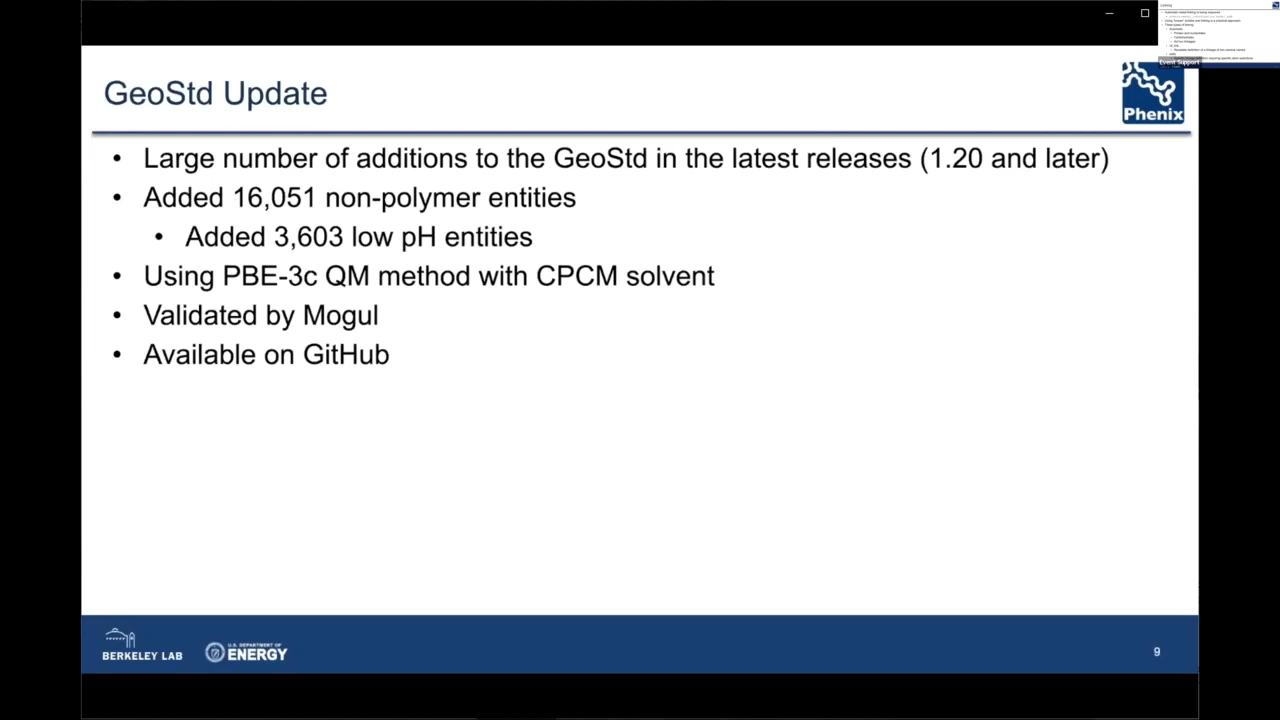 Linking
Event Support
GeoStd Update
Phenix
• Large number of additions to the GeoStd in the latest releases (1.20 and later)
• Added 16,051 non-polymer entities
• Added 3,603 low pH entities
• Using PBE-3c QM method with CPCM solvent
• Validated by Mogul
• Available on GitHub
BERKELEY LAB
U.S. DEPARTMENT OF
ENERGY
9